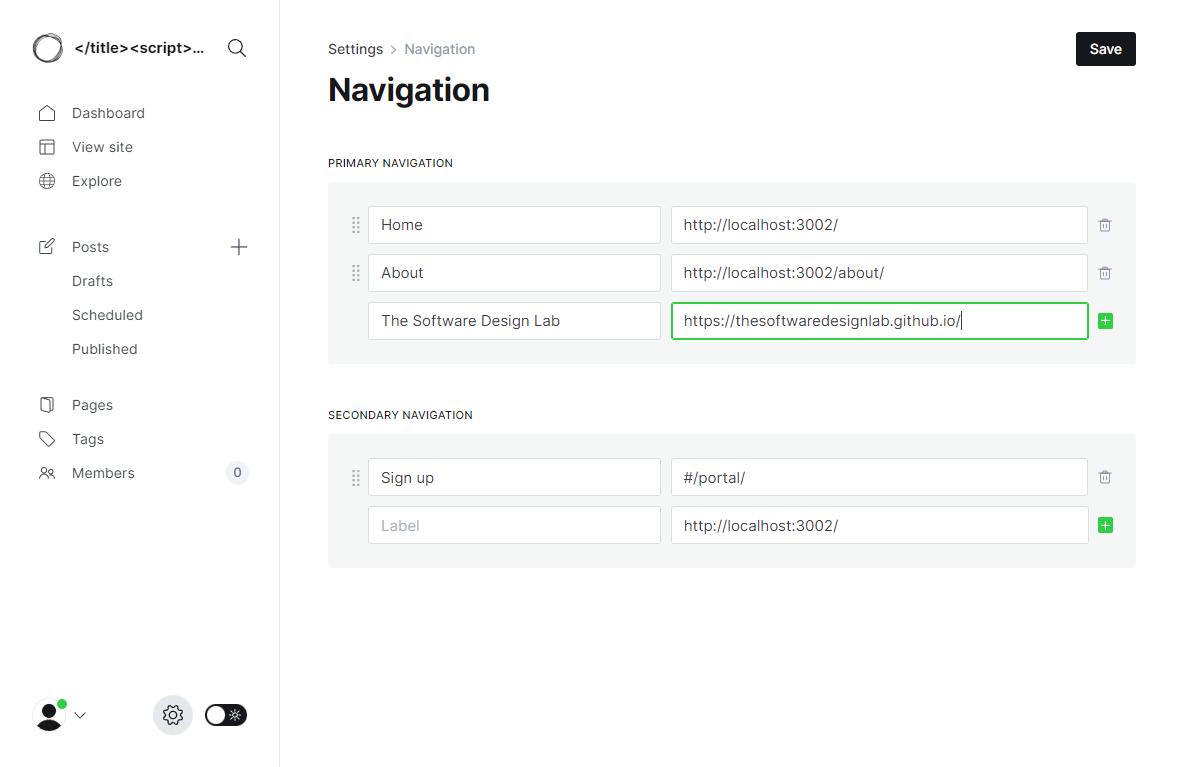 </title><script>...
Dashboard
View site
Explore
Posts
Drafts
Scheduled
Published
Pages
Tags
Members 0
Settings > Navigation
Save
Navigation
PRIMARY NAVIGATION
Home http://localhost:3002/
About http://localhost:3002/about/
The Software Design Lab https://thesoftwaredesignlab.github.io/
SECONDARY NAVIGATION
Sign up #/portal/
Label http://localhost:3002/